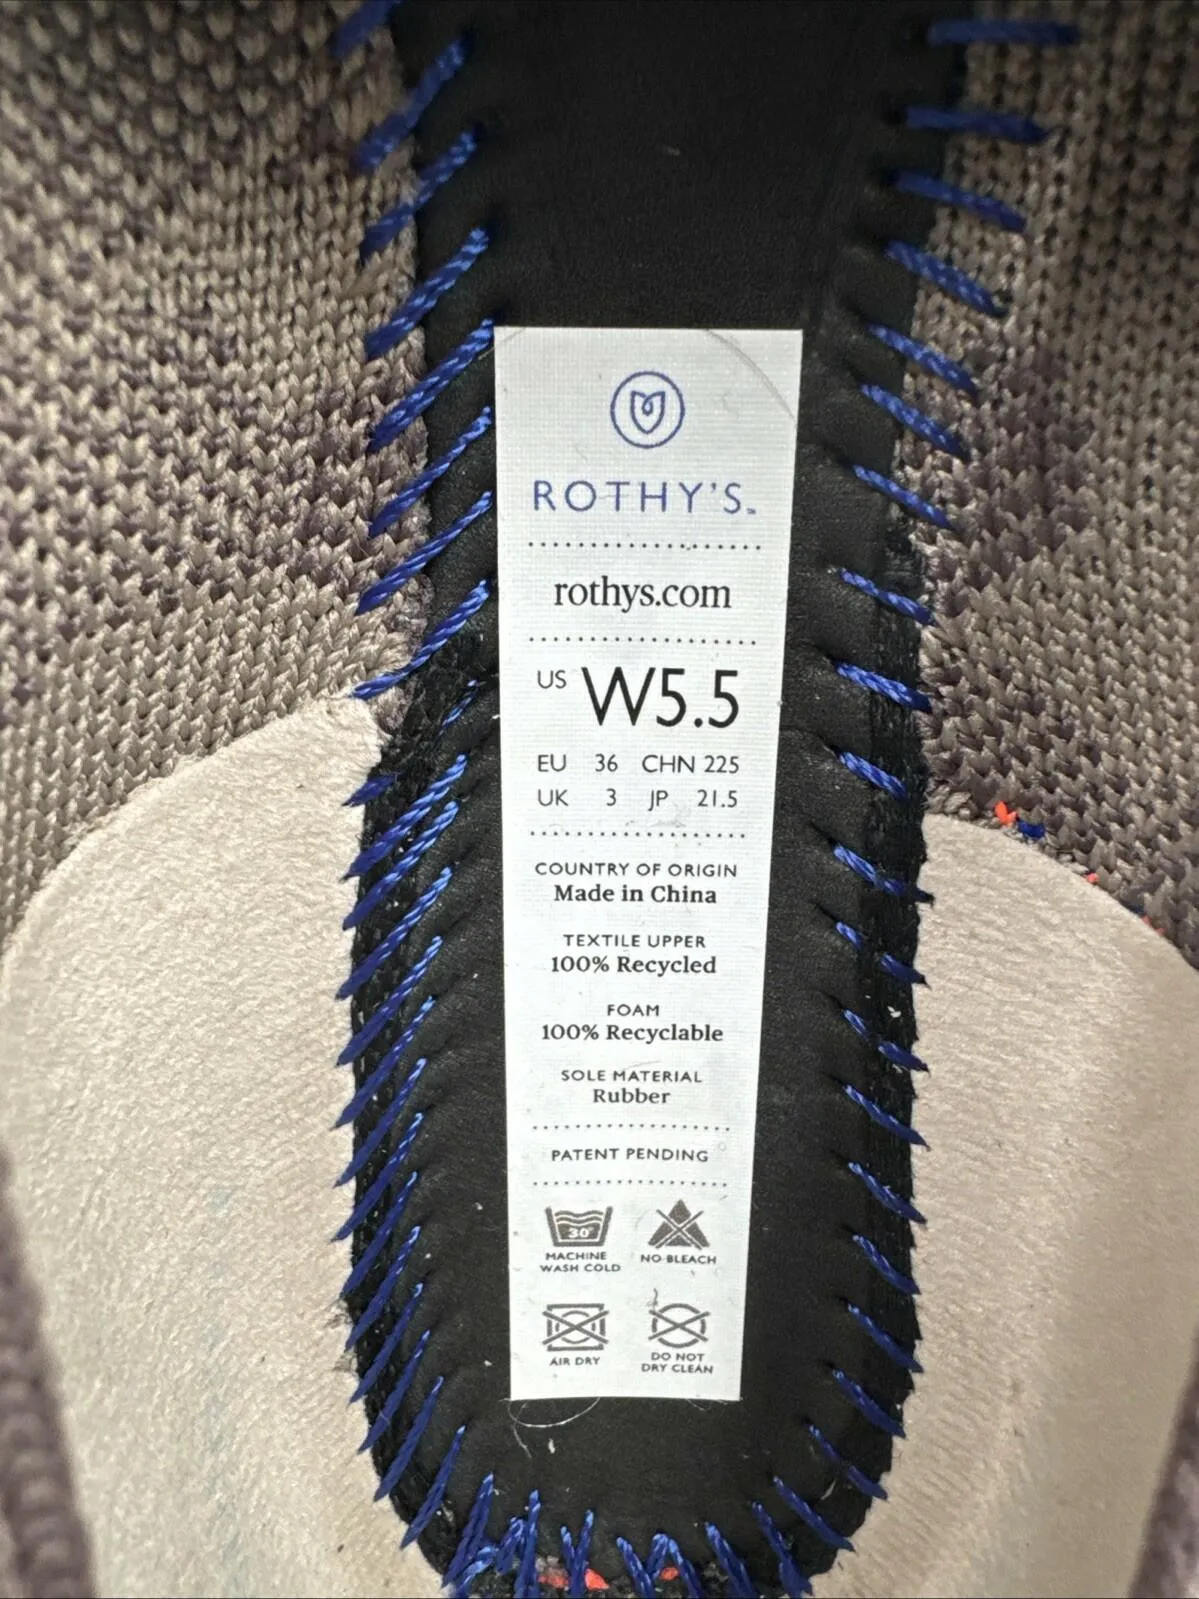 ROTHY'S™
rothys.com
US W5.5
EU 36 CHN 225
UK 3 JP 21.5
COUNTRY OF ORIGIN
Made in China
TEXTILE UPPER
100% Recycled
FOAM
100% Recyclable
SOLE MATERIAL
Rubber
PATENT PENDING
30°
MACHINE
WASH COLD
NO BLEACH
AIR DRY
DO NOT
DRY CLEAN